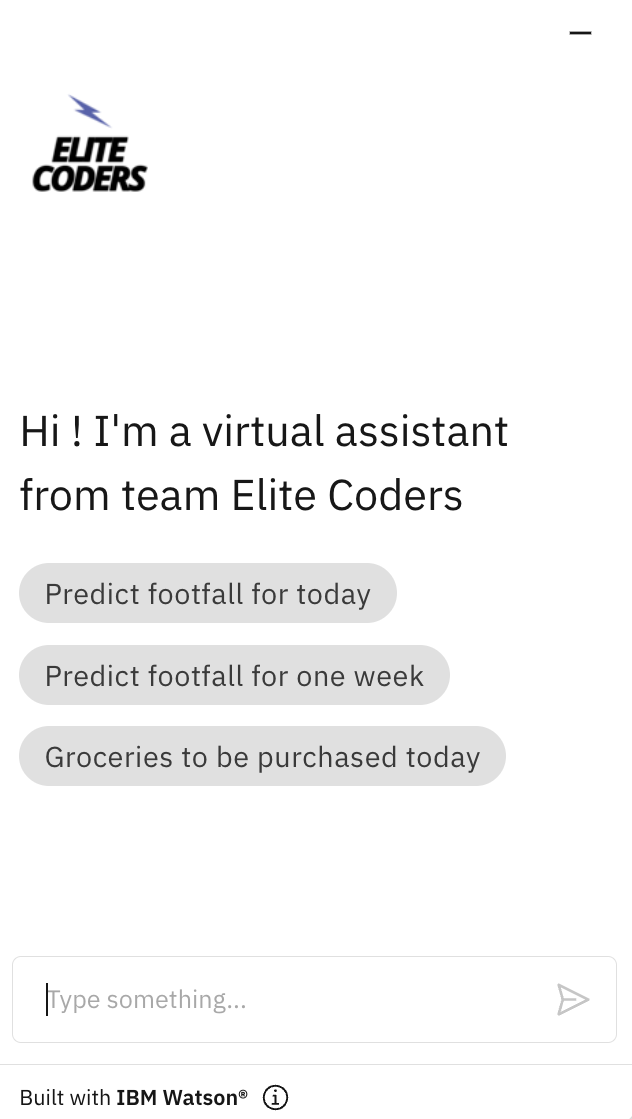 ELITE
CODERS
Hi ! I'm a virtual assistant
from team Elite Coders
Predict footfall for today
Predict footfall for one week
Groceries to be purchased today
Type something...
Built with IBM Watson®